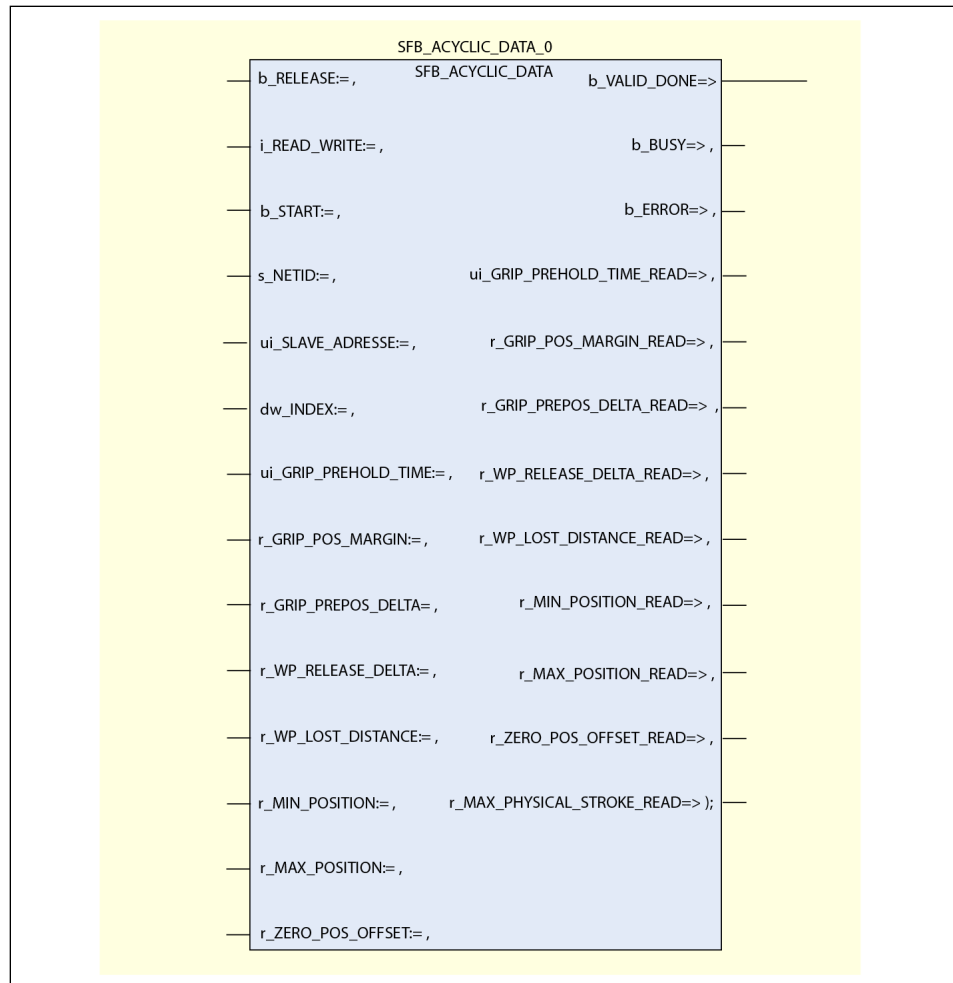 SFB_ACYCLIC_DATA_0
SFB_ACYCLIC_DATA
b_RELEASE:= , b_VALID_DONE=>
i_READ_WRITE:= , b_BUSY=> ,
b_START:= , b_ERROR=> ,
s_NETID:= , ui_GRIP_PREHOLD_TIME_READ=> ,
ui_SLAVE_ADRESSE:= , r_GRIP_POS_MARGIN_READ=> ,
dw_INDEX:= , r_GRIP_PREPOS_DELTA_READ=> ,
ui_GRIP_PREHOLD_TIME:= , r_WP_RELEASE_DELTA_READ=> ,
r_GRIP_POS_MARGIN:= , r_WP_LOST_DISTANCE_READ=> ,
r_GRIP_PREPOS_DELTA= , r_MIN_POSITION_READ=> ,
r_WP_RELEASE_DELTA:= , r_MAX_POSITION_READ=> ,
r_WP_LOST_DISTANCE:= , r_ZERO_POS_OFFSET_READ=> ,
r_MIN_POSITION:= , r_MAX_PHYSICAL_STROKE_READ=> );
r_MAX_POSITION:= ,
r_ZERO_POS_OFFSET:= ,